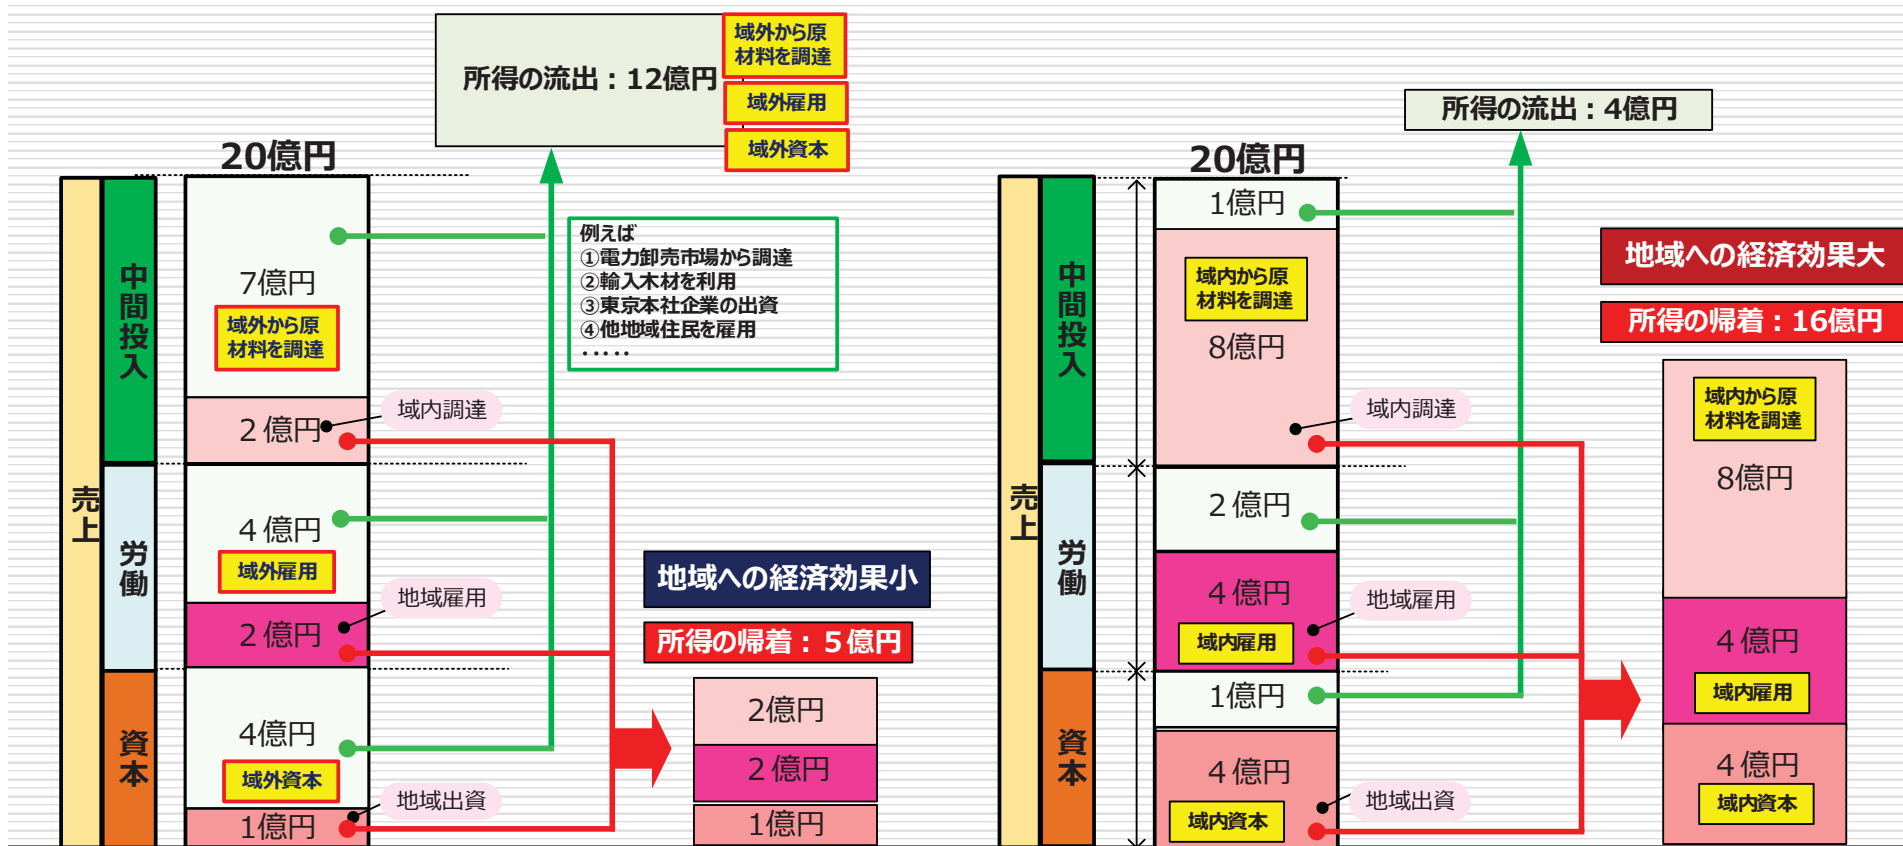 所得の流出：12億円
域外から原
材料を調達
域外雇用
域外資本
20億円
売上
中間投入
労働
資本
7億円
域外から原
材料を調達
２億円
域内調達
４億円
域外雇用
２億円
地域雇用
4億円
域外資本
1億円
地域出資
例えば
①電力卸売市場から調達
②輸入木材を利用
③東京本社企業の出資
④他地域住民を雇用
・・・・・
地域への経済効果小
所得の帰着：５億円
2億円
２億円
1億円
所得の流出：4億円
20億円
売上
中間投入
労働
資本
1億円
域内から原
材料を調達
8億円
域内調達
２億円
４億円
域内雇用
地域雇用
1億円
４億円
域内資本
地域出資
地域への経済効果大
所得の帰着：16億円
域内から原
材料を調達
8億円
４億円
域内雇用
４億円
域内資本